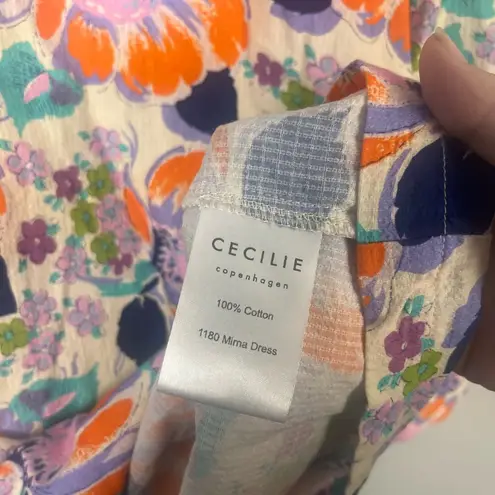 CECILIE
copenhagen
100% Cotton
1180 Mima Dress